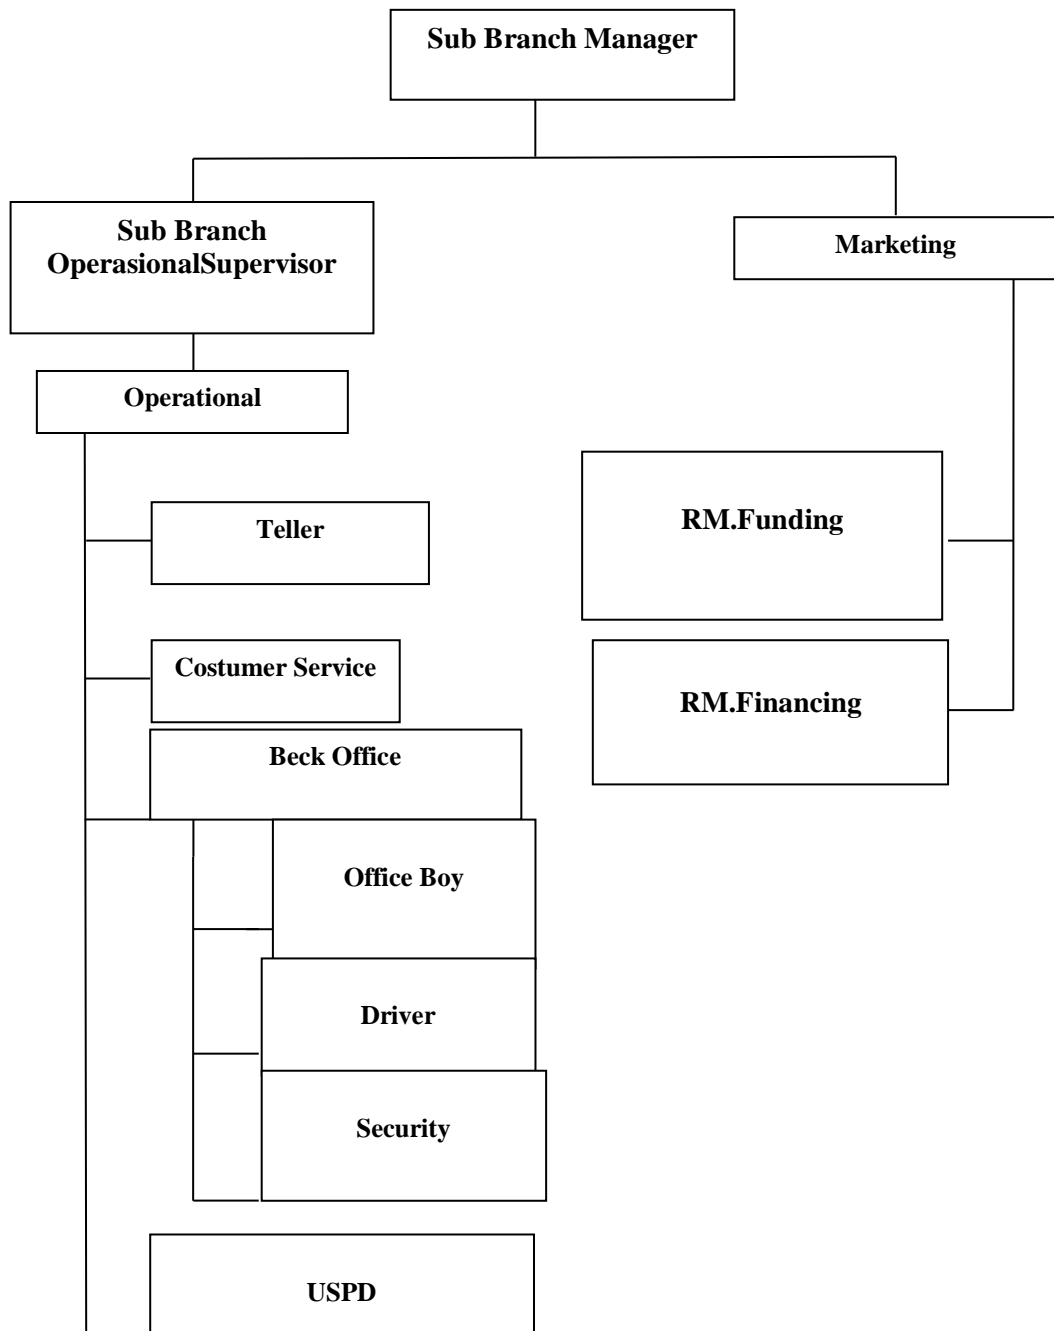 Sub Branch Manager
Sub Branch
OperasionalSupervisor
Marketing
Operational
Teller
RM.Funding
Costumer Service
RM.Financing
Beck Office
Office Boy
Driver
Security
USPD